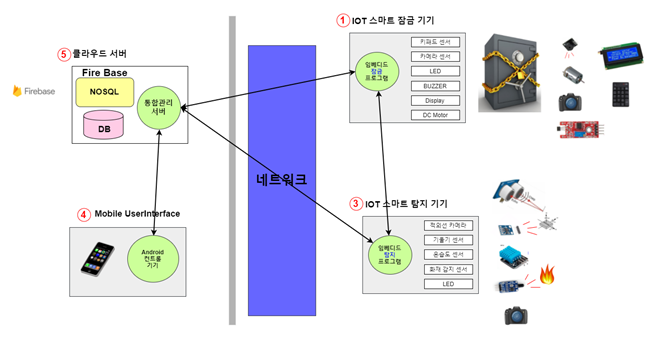 ① IOT 스마트 잠금 기기
키패드 센서
카메라 센서
LED
BUZZER
Display
DC Motor
임베디드
잠금
프로그램
⑤ 클라우드 서버
Fire Base
NOSQL
DB
통합관리
서버
Firebase
네트워크
④ Mobile UserInterface
Android
컨트롤
기기
③ IOT 스마트 탐지 기기
임베디드
탐지
프로그램
적외선 카메라
기울기 센서
온습도 센서
화재 감지 센서
LED